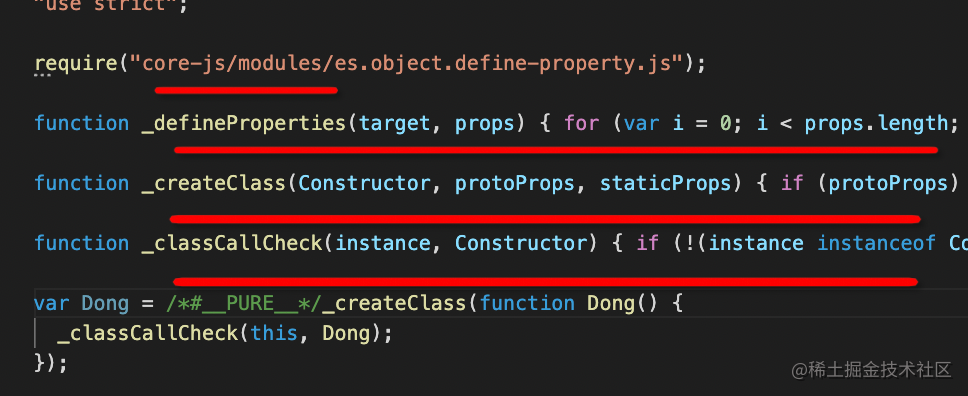 "use strict";
require("core-js/modules/es.object.define-property.js");
function _defineProperties(target, props) { for (var i = 0; i < props.length;
function _createClass(Constructor, protoProps, staticProps) { if (protoProps)
function _classCallCheck(instance, Constructor) { if (!(instance instanceof Co
var Dong = /*#__PURE__*/_createClass(function Dong() {
_classCallCheck(this, Dong);
});
@稀土掘金技术社区